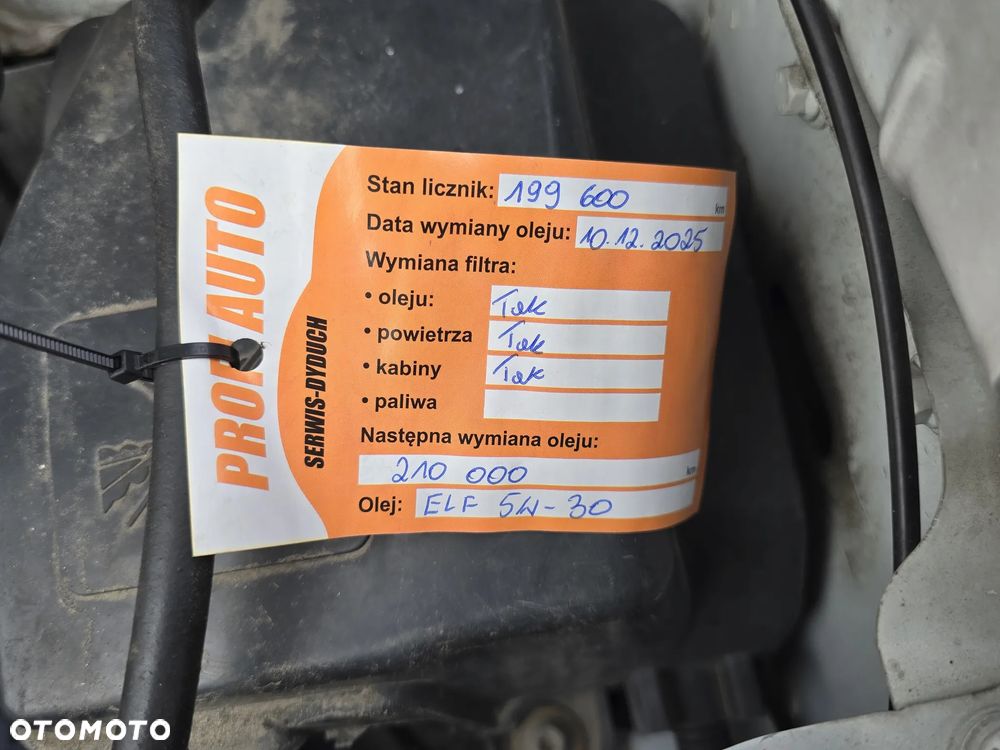 PROFI AUTO
SERWIS-DYDUCH
Stan licznik: 199 600 km
Data wymiany oleju: 10.12.2025
Wymiana filtra:
• oleju: Tak
• powietrza Tak
• kabiny Tak
• paliwa
Następna wymiana oleju:
210 000 km
Olej: ELF 5W-30
OTOMOTO